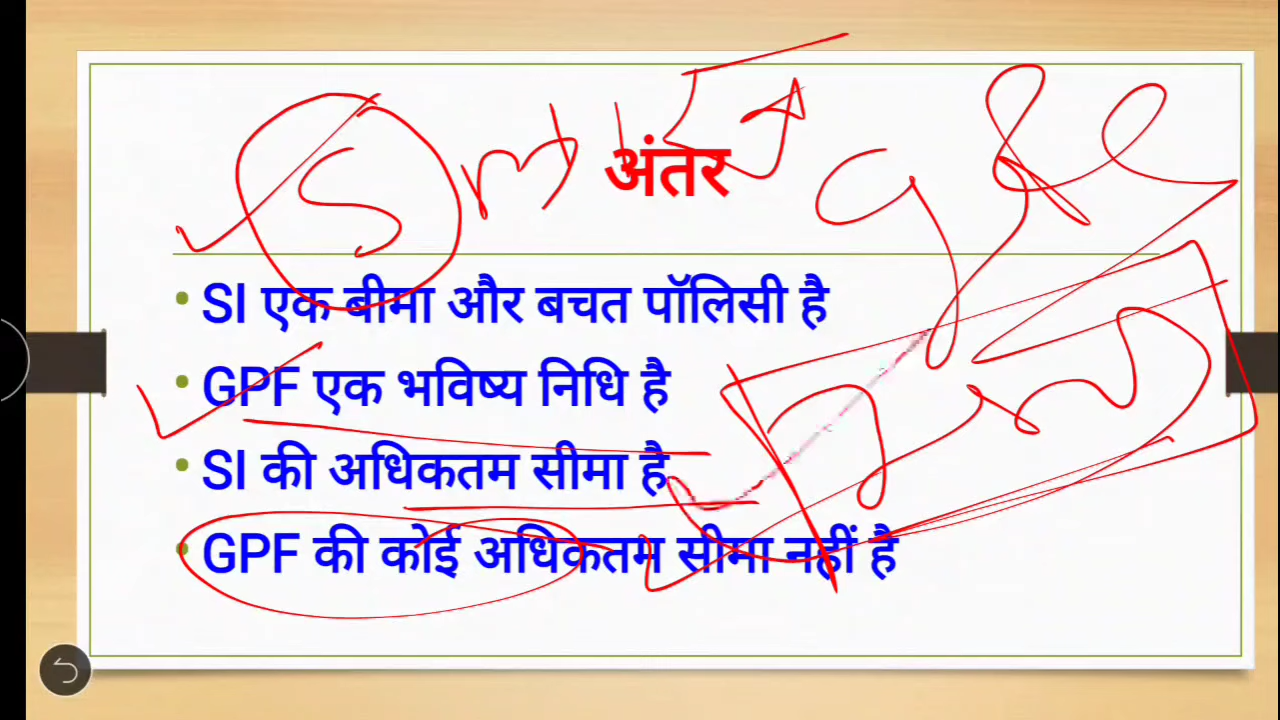 अंतर
SI एक बीमा और बचत पॉलिसी है
GPF एक भविष्य निधि है
SI की अधिकतम सीमा है
GPF की कोई अधिकतम सीमा नहीं है